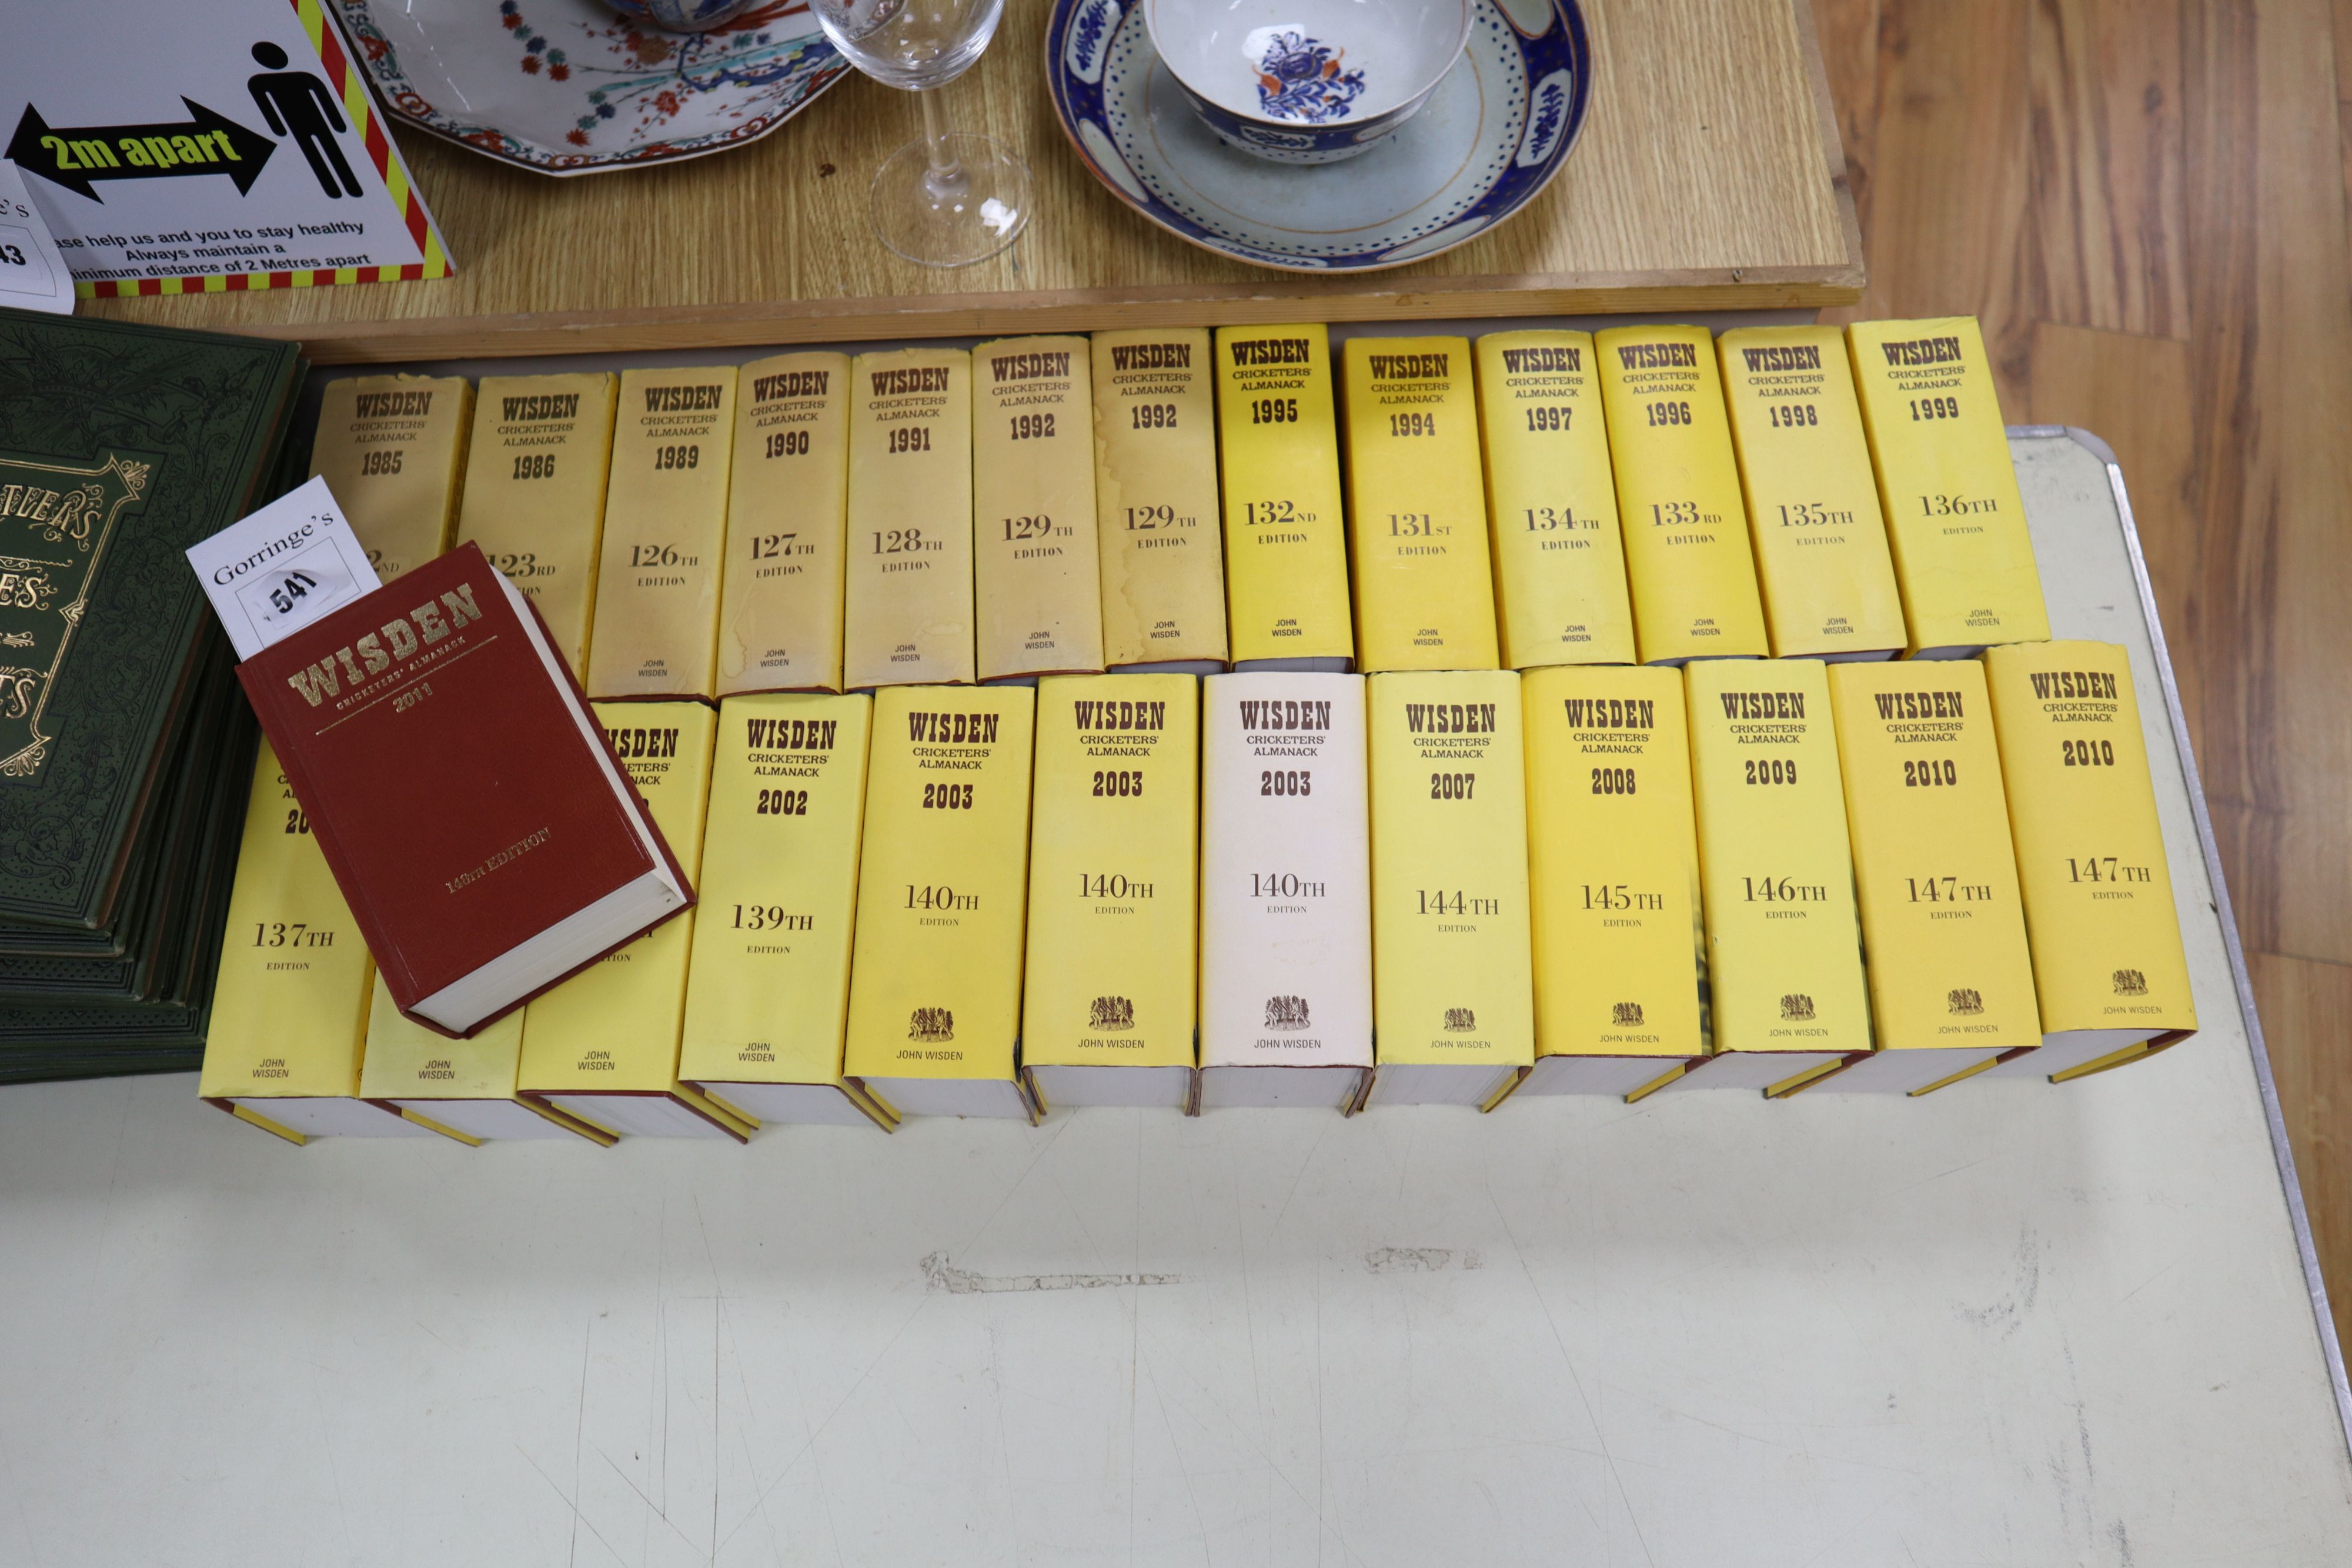 2m apart
help us and you to stay healthy
Always maintain a
minimum distance of 2 Metres apart
43
Gorringe's
541
WISDEN
CRICKETERS' ALMANACK
2011
148TH EDITION
WISDEN
CRICKETERS'
ALMANACK
1985
WISDEN
CRICKETERS'
ALMANACK
1986
123RD
WISDEN
CRICKETERS'
ALMANACK
1989
126TH
EDITION
JOHN
WISDEN
WISDEN
CRICKETERS'
ALMANACK
1990
127TH
EDITION
JOHN
WISDEN
WISDEN
CRICKETERS'
ALMANACK
1991
128TH
EDITION
JOHN
WISDEN
WISDEN
CRICKETERS'
ALMANACK
1992
129TH
EDITION
JOHN
WISDEN
WISDEN
CRICKETERS'
ALMANACK
1992
129TH
EDITION
JOHN
WISDEN
WISDEN
CRICKETERS'
ALMANACK
1995
132ND
EDITION
JOHN
WISDEN
WISDEN
CRICKETERS'
ALMANACK
1994
131ST
EDITION
JOHN
WISDEN
WISDEN
CRICKETERS'
ALMANACK
1997
134TH
EDITION
JOHN
WISDEN
WISDEN
CRICKETERS'
ALMANACK
1996
133RD
EDITION
JOHN
WISDEN
WISDEN
CRICKETERS'
ALMANACK
1998
135TH
EDITION
JOHN
WISDEN
WISDEN
CRICKETERS'
ALMANACK
1999
136TH
EDITION
JOHN
WISDEN
137TH
EDITION
JOHN
WISDEN
JOHN
WISDEN
JOHN
WISDEN
WISDEN
CRICKETERS'
ALMANACK
2002
139TH
EDITION
JOHN
WISDEN
WISDEN
CRICKETERS'
ALMANACK
2003
140TH
EDITION
JOHN WISDEN
WISDEN
CRICKETERS'
ALMANACK
2003
140TH
EDITION
JOHN WISDEN
WISDEN
CRICKETERS'
ALMANACK
2003
140TH
EDITION
JOHN WISDEN
WISDEN
CRICKETERS'
ALMANACK
2007
144TH
EDITION
JOHN WISDEN
WISDEN
CRICKETERS'
ALMANACK
2008
145TH
EDITION
JOHN WISDEN
WISDEN
CRICKETERS'
ALMANACK
2009
146TH
EDITION
JOHN WISDEN
WISDEN
CRICKETERS'
ALMANACK
2010
147TH
EDITION
JOHN WISDEN
WISDEN
CRICKETERS'
ALMANACK
2010
147TH
EDITION
JOHN WISDEN